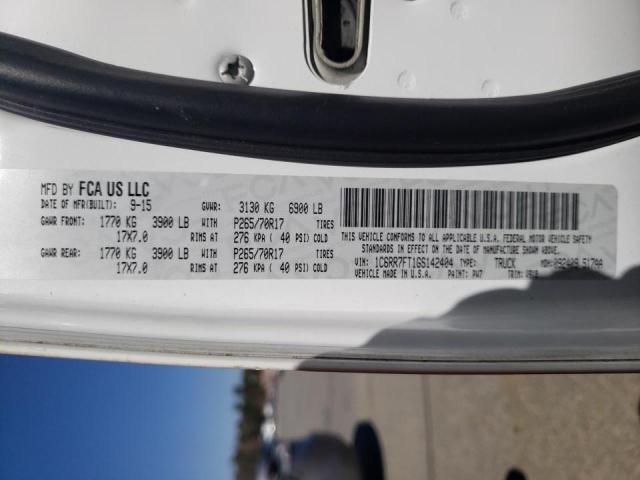 MFD BY FCA US LLC
DATE OF MFR(BUILT): 9-15 GVWR: 3130 KG 6900 LB
GAWR FRONT: 1770 KG 3900 LB WITH P265/70R17 TIRES
17X7.0 RIMS AT 276 KPA ( 40 PSI) COLD
GAWR REAR: 1770 KG 3900 LB WITH P265/70R17 TIRES
17X7.0 RIMS AT 276 KPA ( 40 PSI) COLD
THIS VEHICLE CONFORMS TO ALL APPLICABLE U.S.A. FEDERAL MOTOR VEHICLE SAFETY
STANDARDS IN EFFECT ON THE DATE OF MANUFACTURE SHOWN ABOVE.
VIN: 1C6RR7FT1GS142404 TYPE: TRUCK MDH:
VEHICLE MADE IN U.S.A. PAINT: PW7 TRIM: